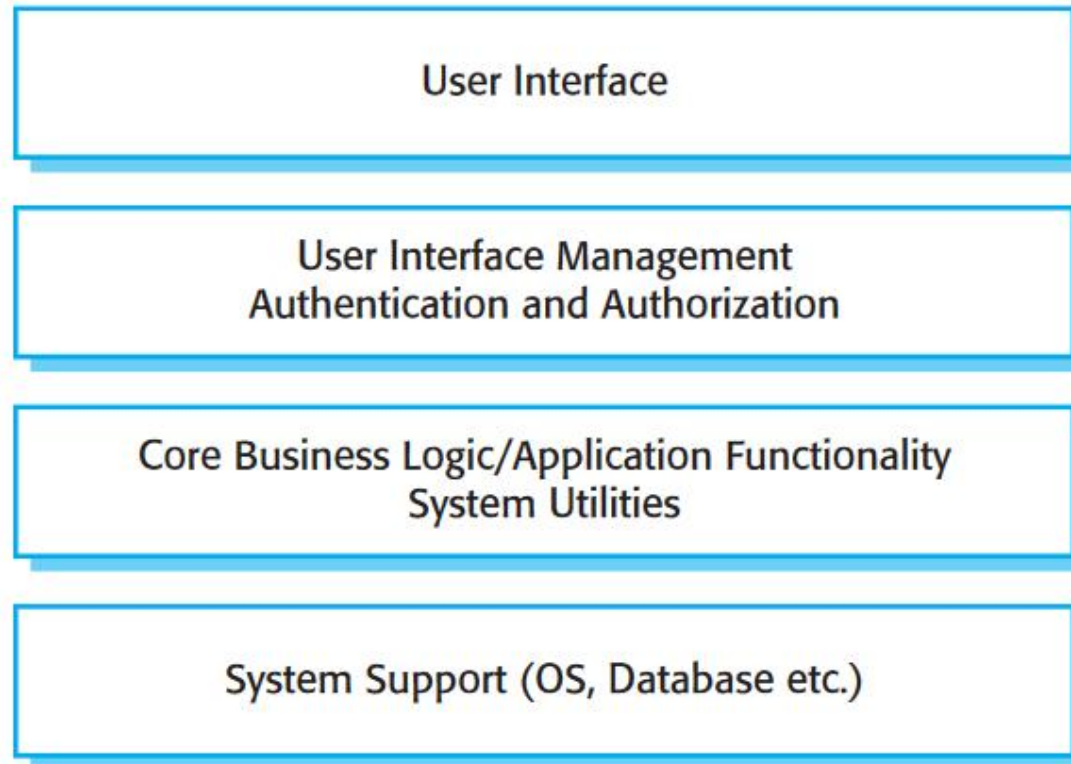 User Interface
User Interface Management
Authentication and Authorization
Core Business Logic/Application Functionality
System Utilities
System Support (OS, Database etc.)